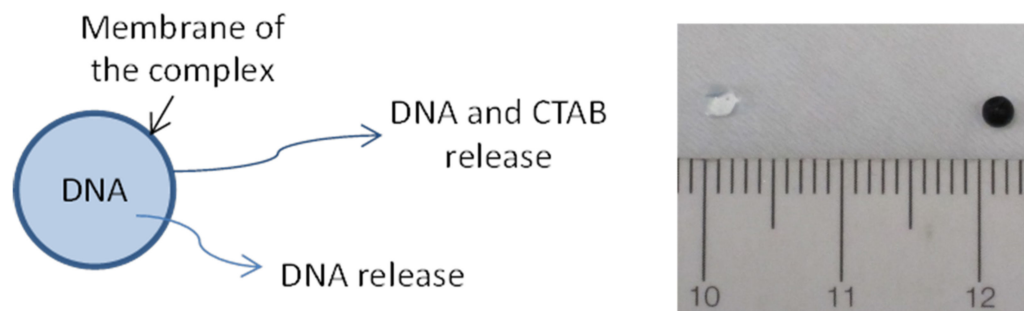 Membrane of
the complex
DNA and CTAB
release
DNA
DNA release
10 11 12